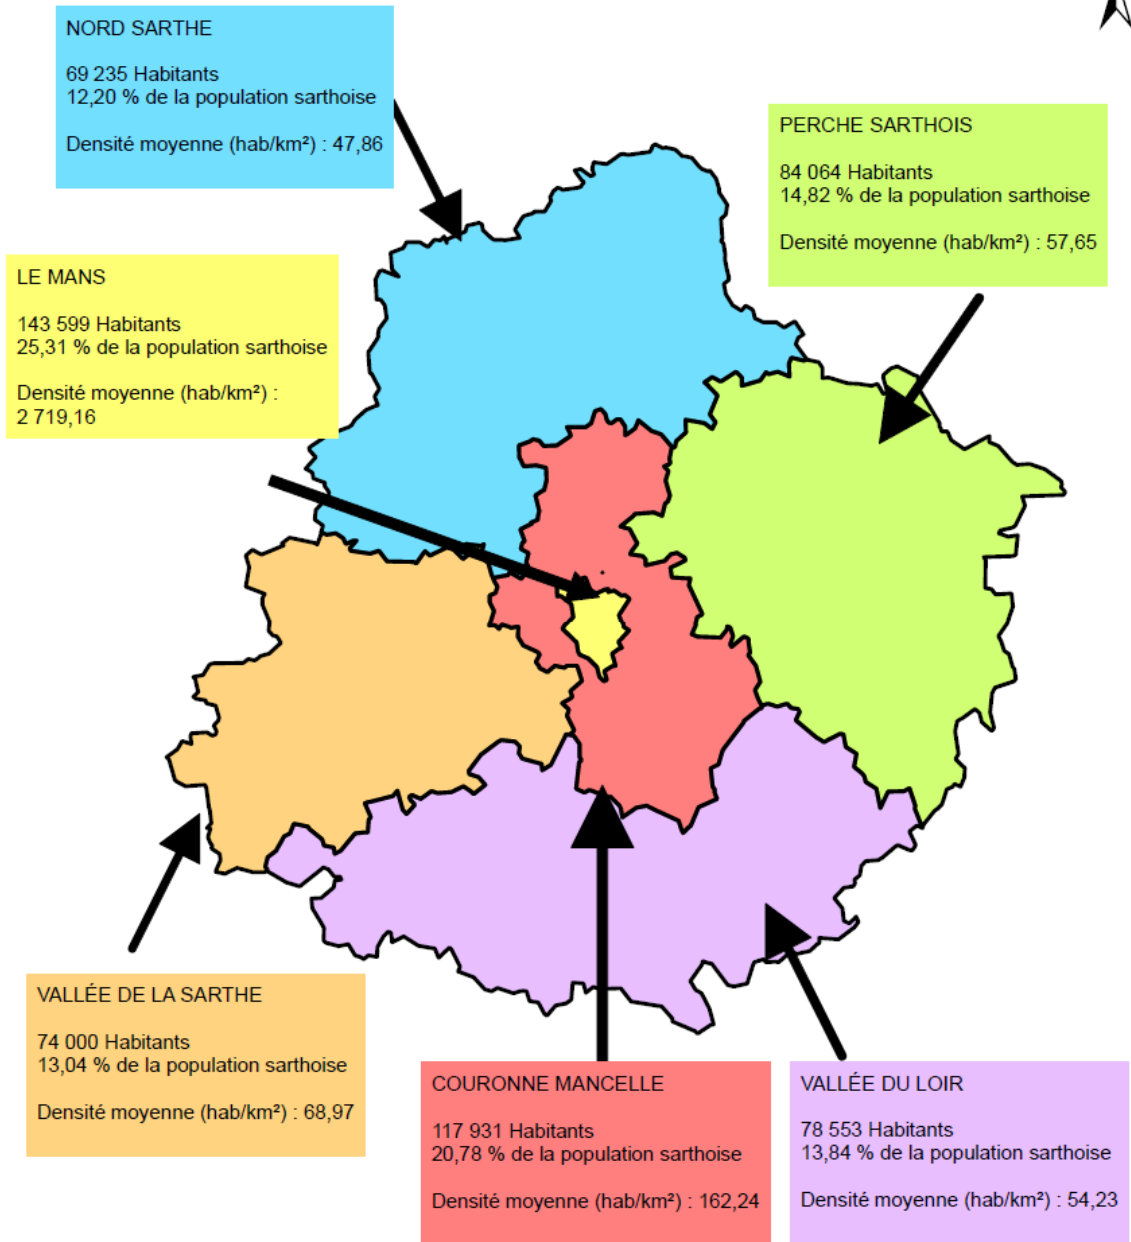 NORD SARTHE
69 235 Habitants
12,20 % de la population sarthoise
Densité moyenne (hab/km²) : 47,86
PERCHE SARTHOIS
84 064 Habitants
14,82 % de la population sarthoise
Densité moyenne (hab/km²) : 57,65
LE MANS
143 599 Habitants
25,31 % de la population sarthoise
Densité moyenne (hab/km²) :
2 719,16
VALLÉE DE LA SARTHE
74 000 Habitants
13,04 % de la population sarthoise
Densité moyenne (hab/km²) : 68,97
COURONNE MANCELLE
117 931 Habitants
20,78 % de la population sarthoise
Densité moyenne (hab/km²) : 162,24
VALLÉE DU LOIR
78 553 Habitants
13,84 % de la population sarthoise
Densité moyenne (hab/km²) : 54,23